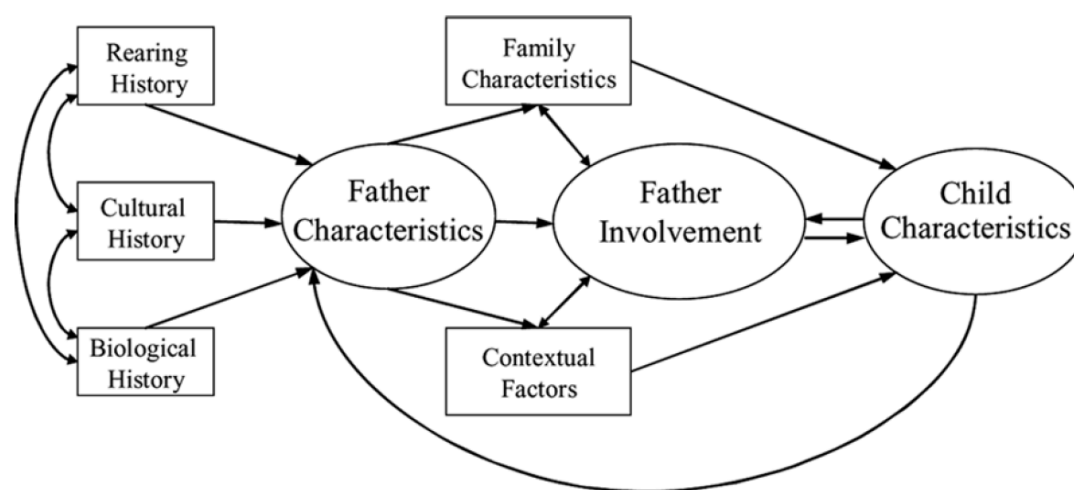 Rearing
History
Cultural
History
Biological
History
Father
Characteristics
Family
Characteristics
Father
Involvement
Contextual
Factors
Child
Characteristics